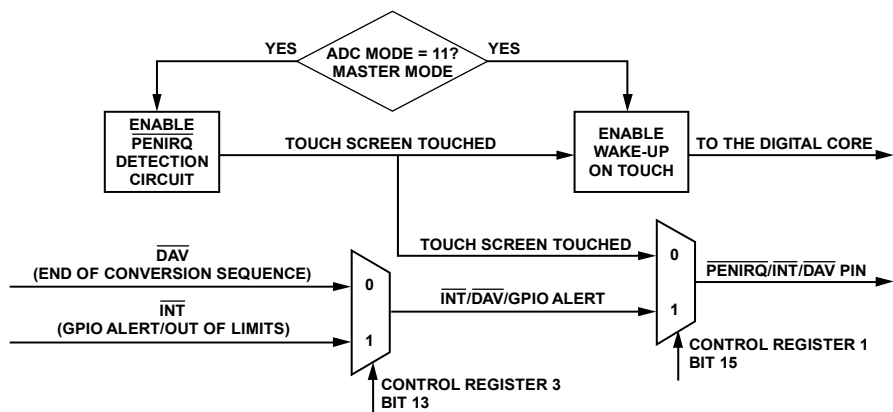 YES
ADC MODE = 11?
MASTER MODE
YES
ENABLE
PENIRQ
DETECTION
CIRCUIT
TOUCH SCREEN TOUCHED
ENABLE
WAKE-UP
ON TOUCH
TO THE DIGITAL CORE
TOUCH SCREEN TOUCHED
0
1
PENIRQ/INT/DAV PIN
DAV
(END OF CONVERSION SEQUENCE)
INT
(GPIO ALERT/OUT OF LIMITS)
0
1
INT/DAV/GPIO ALERT
CONTROL REGISTER 1
BIT 15
CONTROL REGISTER 3
BIT 13
09435-022